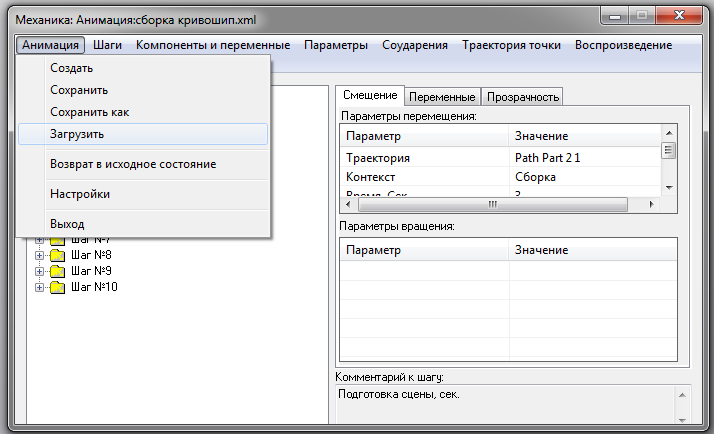 Механика: Анимация:сборка кривошип.xml
Анимация Шаги Компоненты и переменные Параметры Соударения Траектория точки Воспроизведение
Создать
Сохранить
Сохранить как
Загрузить
Возврат в исходное состояние
Настройки
Выход
Шаг №7
Шаг №8
Шаг №9
Шаг №10
Смещение Переменные Прозрачность
Параметры перемещения:
Параметр Значение
Траектория Path Part 2 1
Контекст Сборка
Время, Сек. 3
Параметры вращения:
Параметр Значение
Комментарий к шагу:
Подготовка сцены, сек.